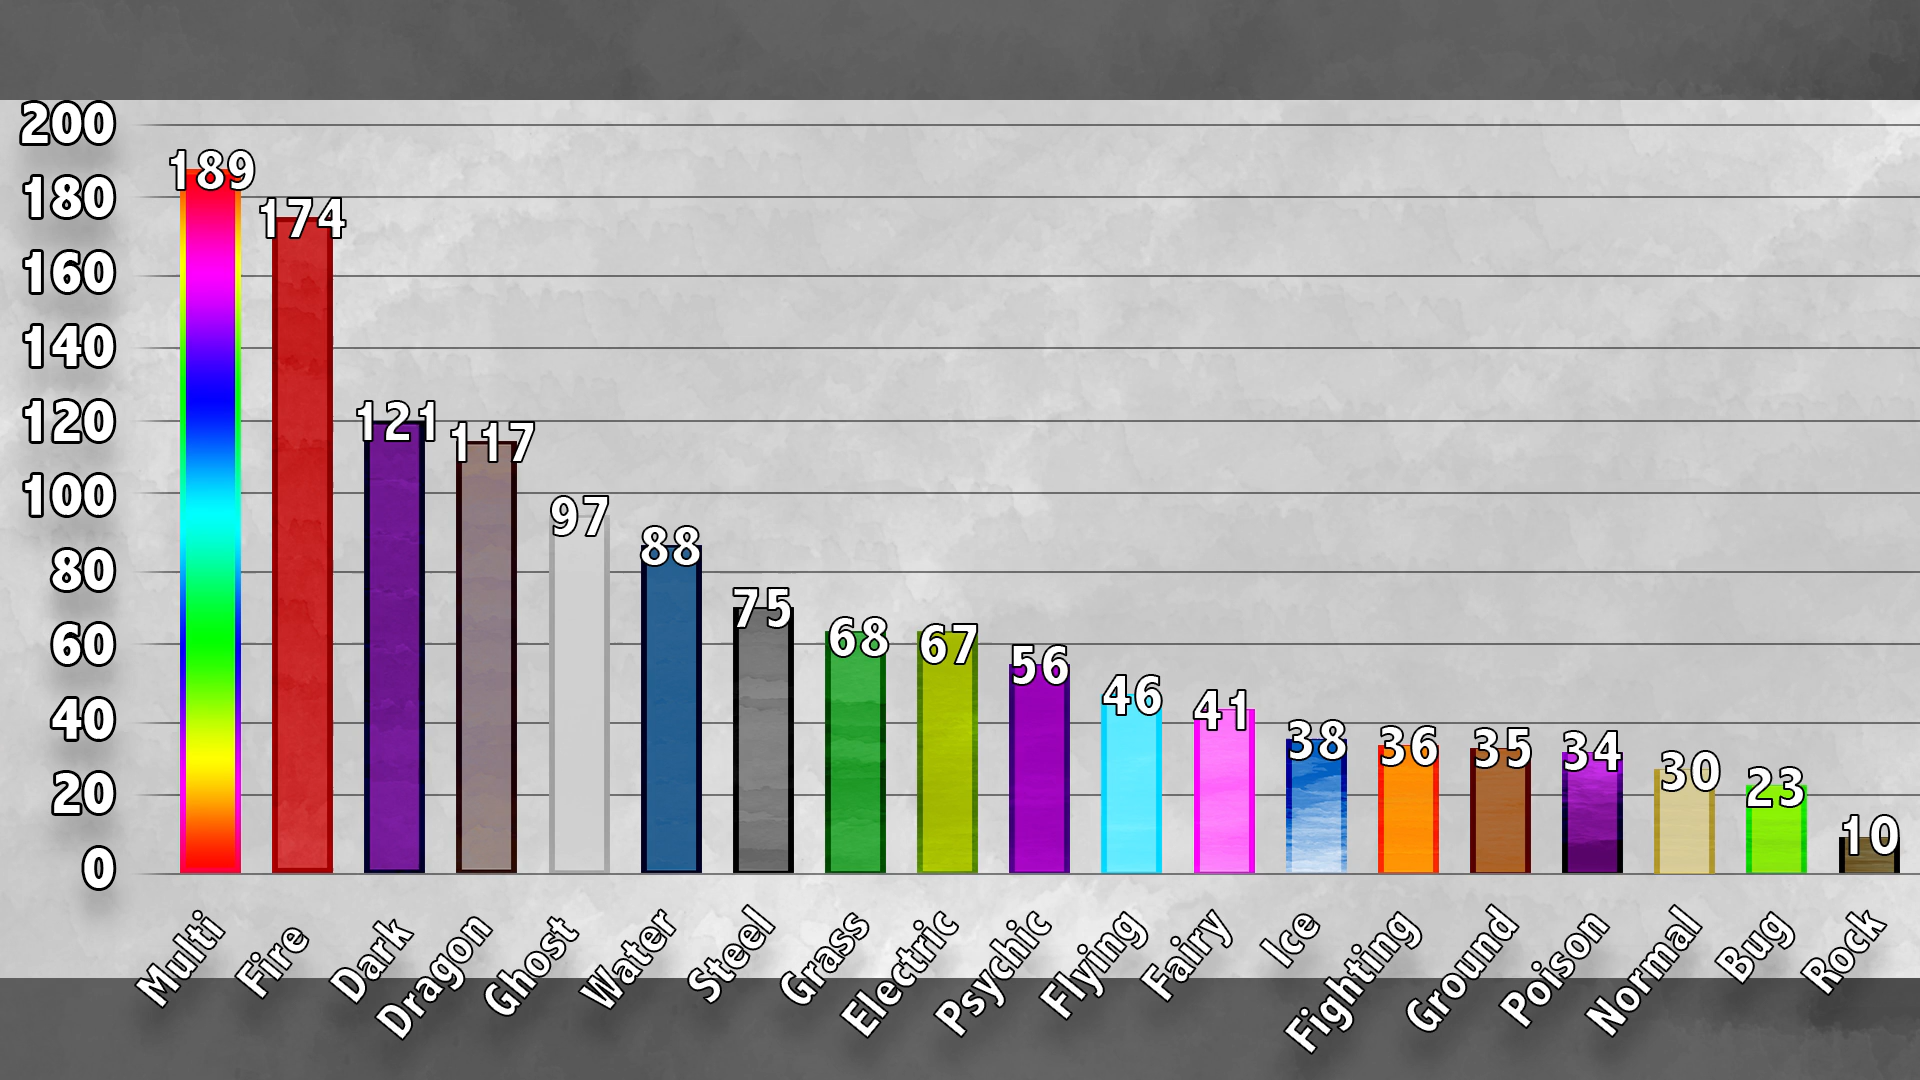 200
180
160
140
120
100
80
60
40
20
0
189
174
121
117
97
88
75
68
67
56
46
41
38
36
35
34
30
23
10
Multi
Fire
Dark
Dragon
Ghost
Water
Steel
Grass
Electric
Psychic
Flying
Fairy
Ice
Fighting
Ground
Poison
Normal
Bug
Rock